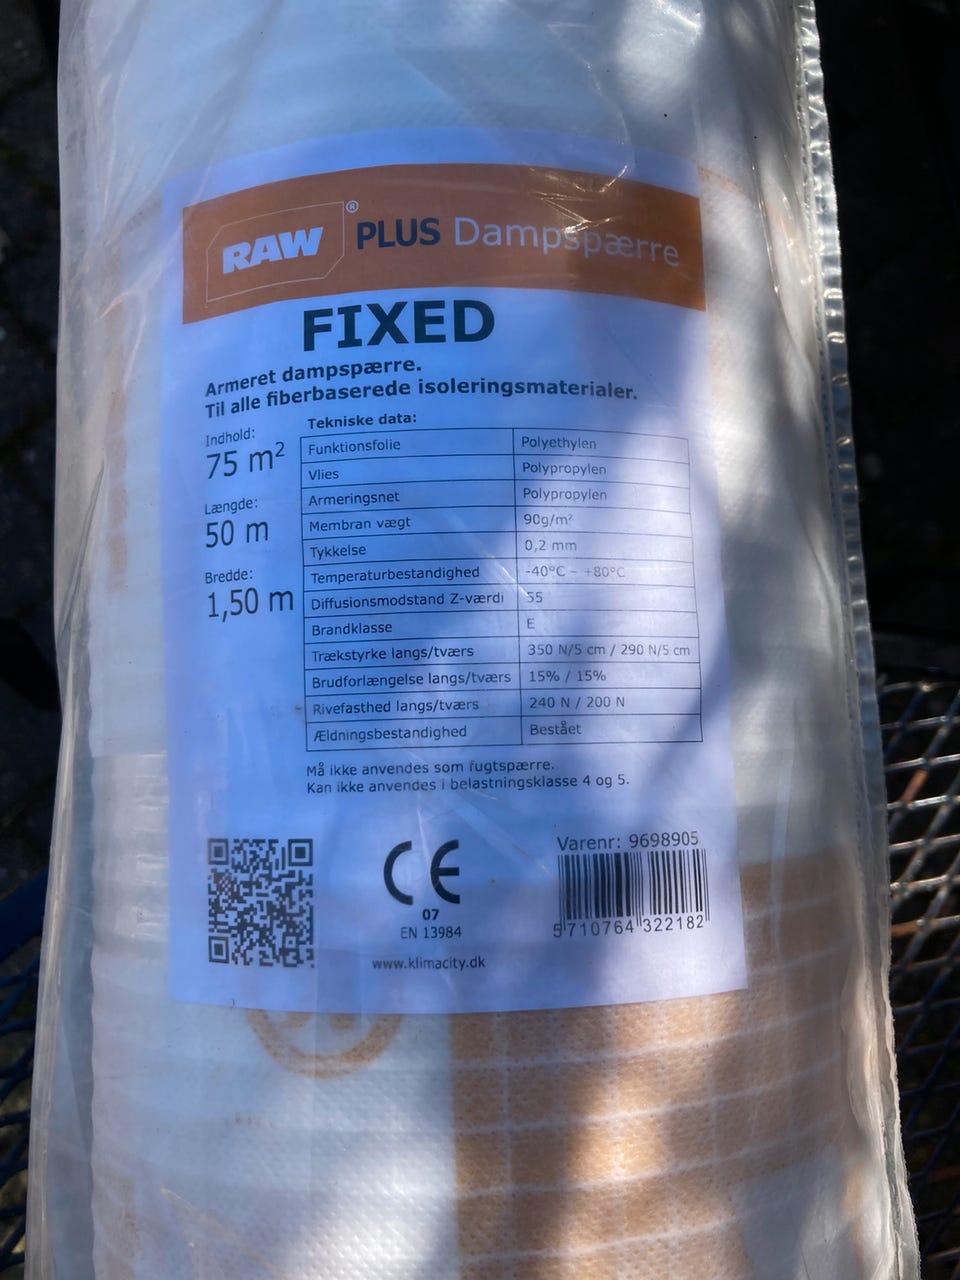 RAW® PLUS Dampspærre
FIXED
Armeret dampspærre.
Til alle fiberbaserede isoleringsmaterialer.
Indhold:
75 m²
Længde:
50 m
Bredde:
1,50 m
Tekniske data:
Funktionsfolie Polyethylen
Vlies Polypropylen
Armeringsnet Polypropylen
Membran vægt 90g/m²
Tykkelse 0,2 mm
Temperaturbestandighed -40°C – +80°C
Diffusionsmodstand Z-værdi 55
Brandklasse E
Trækstyrke langs/tværs 350 N/5 cm / 290 N/5 cm
Brudforlængelse langs/tværs 15% / 15%
Rivefasthed langs/tværs 240 N / 200 N
Ældningsbestandighed Bestået
Må ikke anvendes som fugtspærre.
Kan ikke anvendes i belastningsklasse 4 og 5.
CE
07
EN 13984
www.klimacity.dk
Varenr: 9698905
5 710764 322182